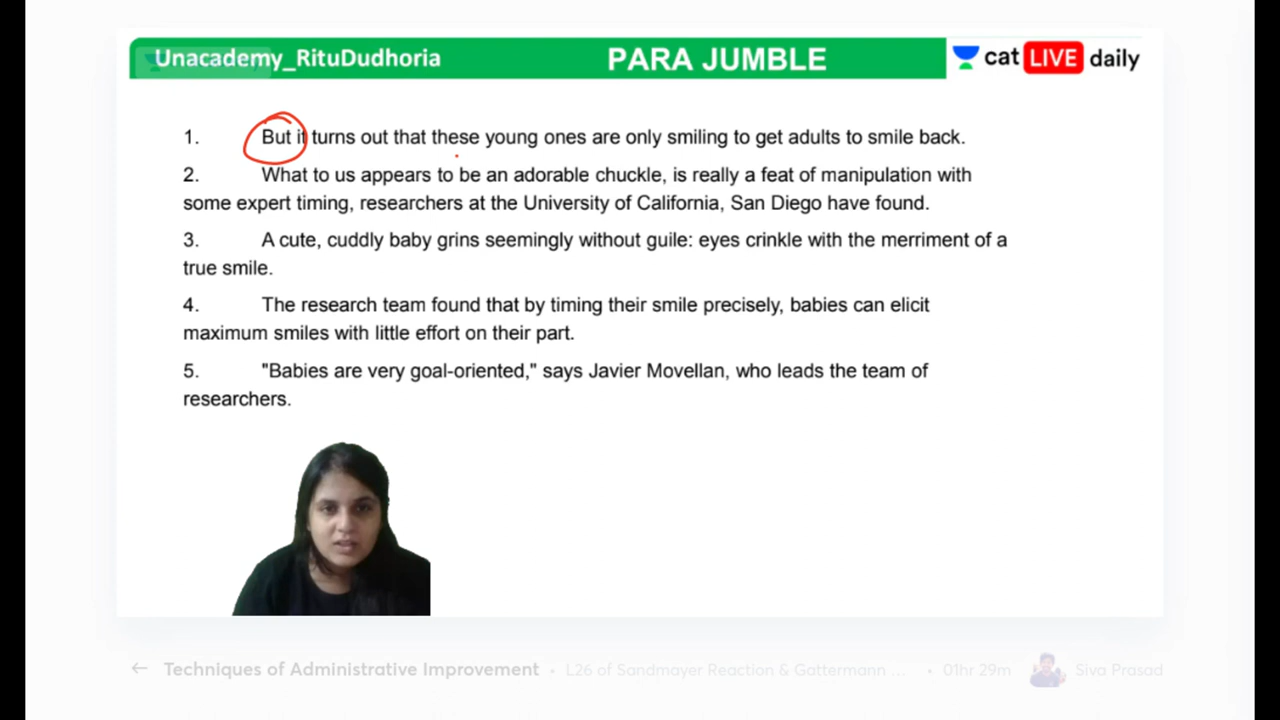 Unacademy_RituDudhoria
PARA JUMBLE
cat LIVE daily
1. But it turns out that these young ones are only smiling to get adults to smile back.
2. What to us appears to be an adorable chuckle, is really a feat of manipulation with
some expert timing, researchers at the University of California, San Diego have found.
3. A cute, cuddly baby grins seemingly without guile: eyes crinkle with the merriment of a
true smile.
4. The research team found that by timing their smile precisely, babies can elicit
maximum smiles with little effort on their part.
5. "Babies are very goal-oriented," says Javier Movellan, who leads the team of
researchers.
← Techniques of Administrative Improvement • L26 of Sandmayer Reaction & Gattermann ... • 01hr 29m Siva Prasad